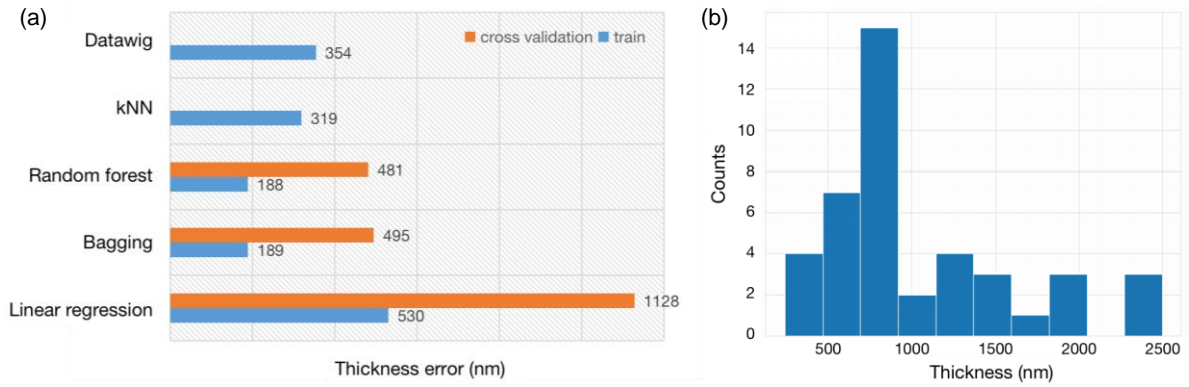 (a)
cross validation train
Datawig
354
kNN
319
Random forest
481
188
Bagging
495
189
Linear regression
1128
530
Thickness error (nm)
(b)
14
12
10
8
6
4
2
0
Counts
500 1000 1500 2000 2500
Thickness (nm)